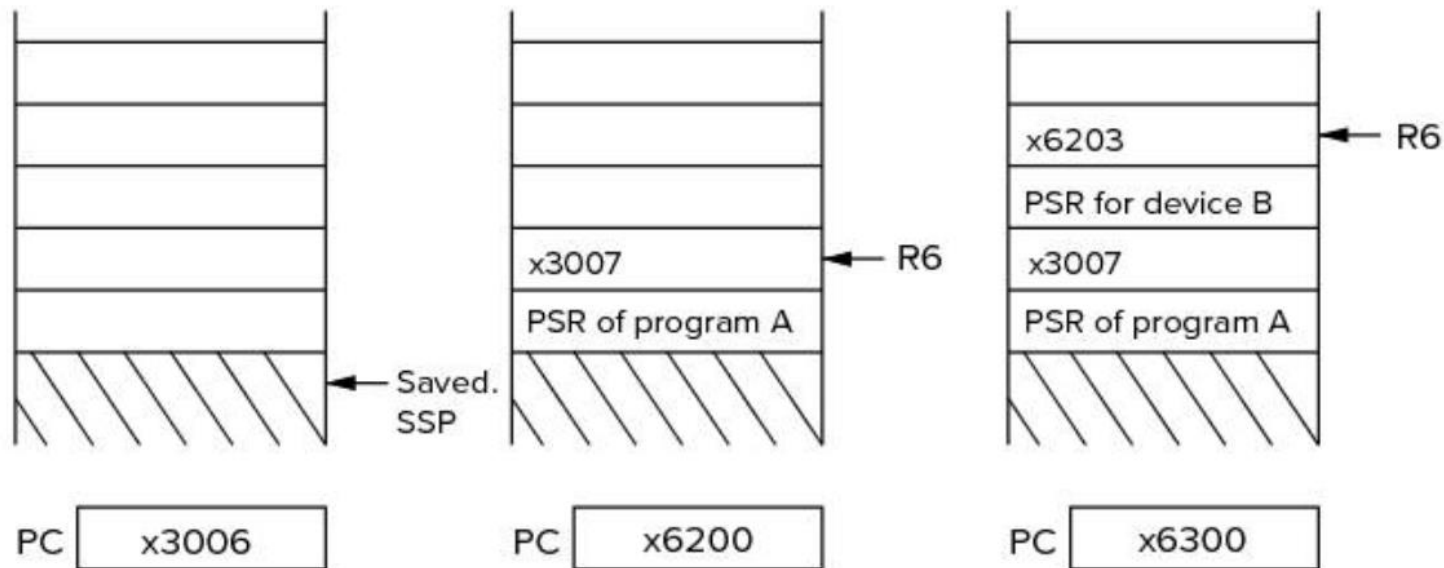 x6203
R6
PSR for device B
x3007
R6
x3007
PSR of program A
PSR of program A
Saved.
SSP
PC x3006
PC x6200
PC x6300